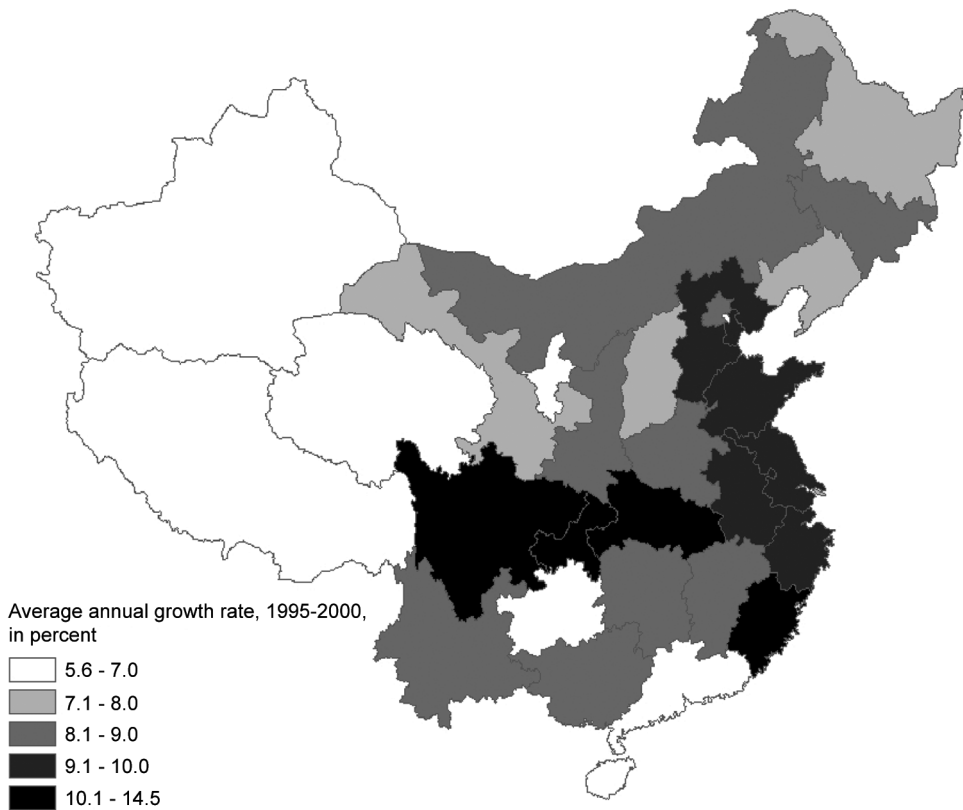 Average annual growth rate, 1995-2000,
in percent
5.6 - 7.0
7.1 - 8.0
8.1 - 9.0
9.1 - 10.0
10.1 - 14.5